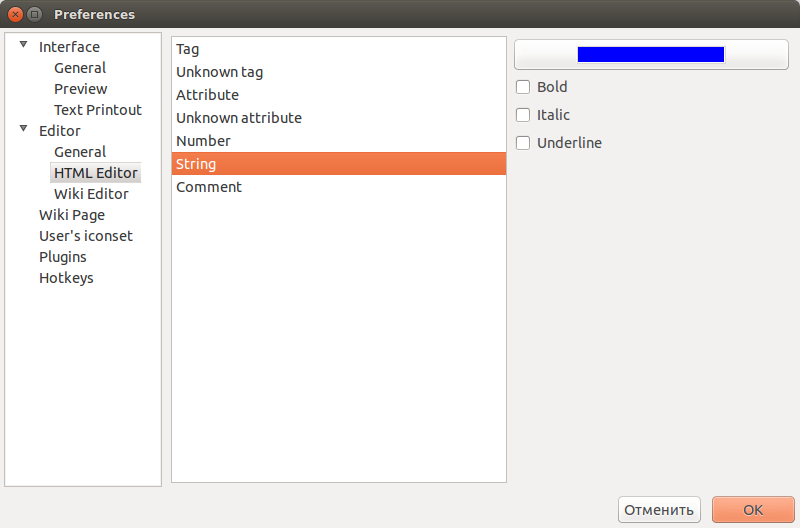 Preferences
Interface
General
Preview
Text Printout
Editor
General
HTML Editor
Wiki Editor
Wiki Page
User's iconset
Plugins
Hotkeys
Tag
Unknown tag
Attribute
Unknown attribute
Number
String
Comment
Bold
Italic
Underline
Отменить
OK